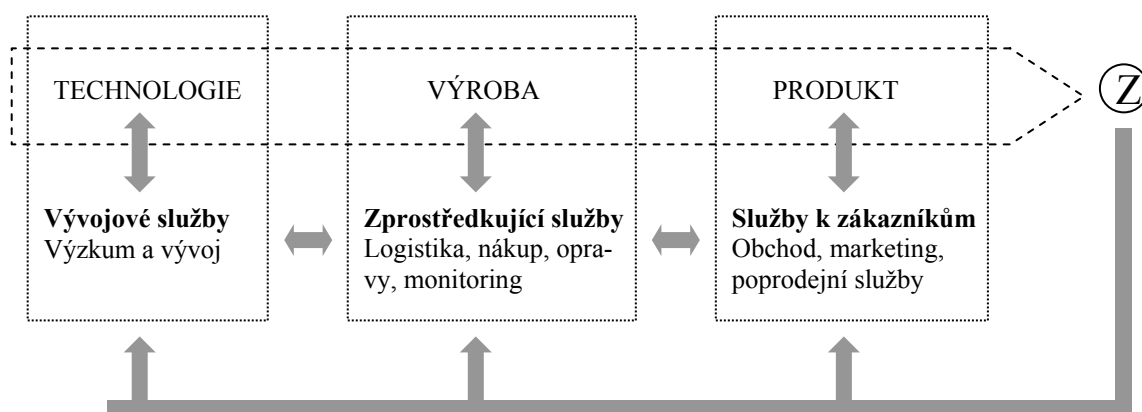 TECHNOLOGIE
VÝROBA
PRODUKT
Z
Vývojové služby
Výzkum a vývoj
Zprostředkující služby
Logistika, nákup, opra-
vy, monitoring
Služby k zákazníkům
Obchod, marketing,
poprodejní služby